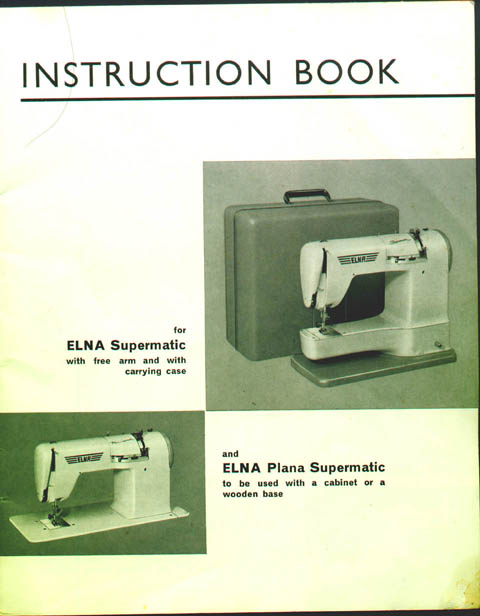 INSTRUCTION BOOK
ELNA
for
ELNA Supermatic
with free arm and with
carrying case
ELNA
and
ELNA Plana Supermatic
to be used with a cabinet or a
wooden base